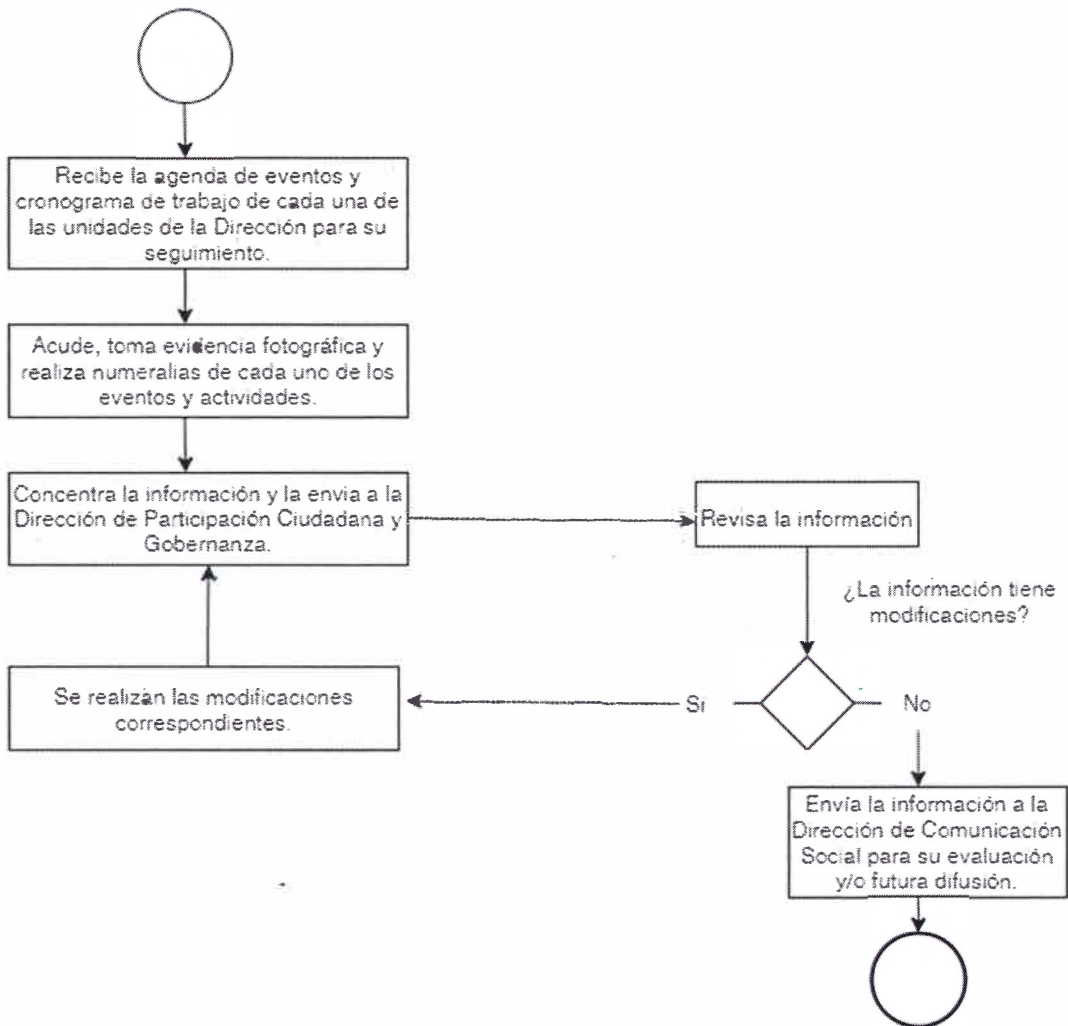 Recibe la agenda de eventos y
cronograma de trabajo de cada una de
las unidades de la Dirección para su
seguimiento.
Acude, toma evidencia fotográfica y
realiza numeralias de cada uno de los
eventos y actividades.
Concentra la información y la envia a la
Dirección de Participación Ciudadana y
Gobernanza.
Revisa la información
¿La información tiene
modificaciones?
Se realizan las modificaciones
correspondientes.
Si
No
Envía la información a la
Dirección de Comunicación
Social para su evaluación
y/o futura difusión.